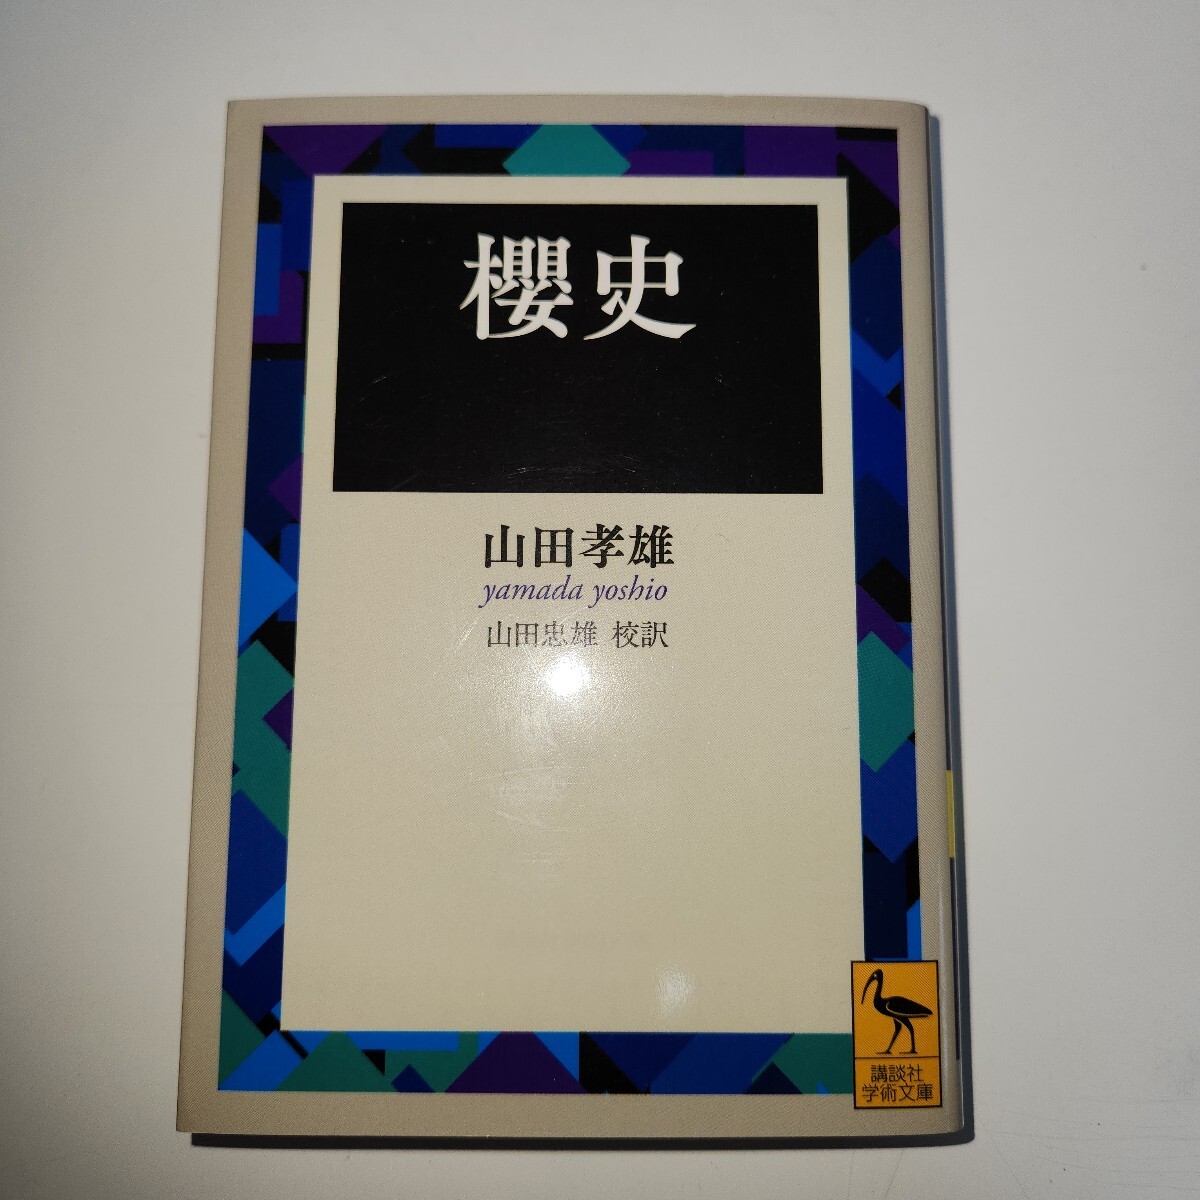 櫻史
山田孝雄
yamada yoshio
山田忠雄 校訳
講談社
学術文庫